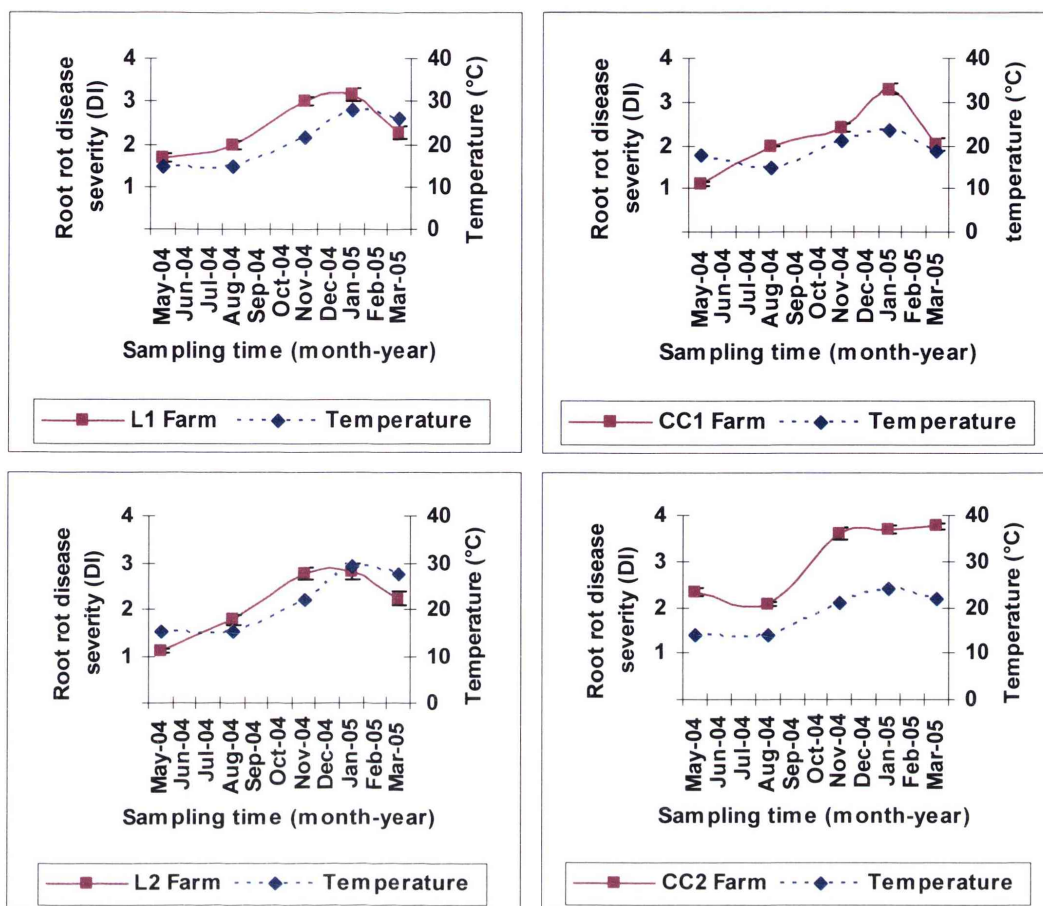 Root rot disease
severity (DI)
4
3
2
1
40
30
20
10
0
Temperature (°C)
May-04
Jun-04
Jul-04
Aug-04
Sep-04
Oct-04
Nov-04
Dec-04
Jan-05
Feb-05
Mar-05
Sampling time (month-year)
L1 Farm Temperature
Root rot disease
severity (DI)
4
3
2
1
40
30
20
10
0
temperature (°C)
May-04
Jun-04
Jul-04
Aug-04
Sep-04
Oct-04
Nov-04
Dec-04
Jan-05
Feb-05
Mar-05
Sampling time (month-year)
CC1 Farm Temperature
Root rot disease
severity (DI)
4
3
2
1
40
30
20
10
0
Temperature (°C)
May-04
Jun-04
Jul-04
Aug-04
Sep-04
Oct-04
Nov-04
Dec-04
Jan-05
Feb-05
Mar-05
Sampling time (month-year)
L2 Farm Temperature
Root rot disease
severity (DI)
4
3
2
1
40
30
20
10
0
Temperature (°C)
May-04
Jun-04
Jul-04
Aug-04
Sep-04
Oct-04
Nov-04
Dec-04
Jan-05
Feb-05
Mar-05
Sampling time (month-year)
CC2 Farm Temperature